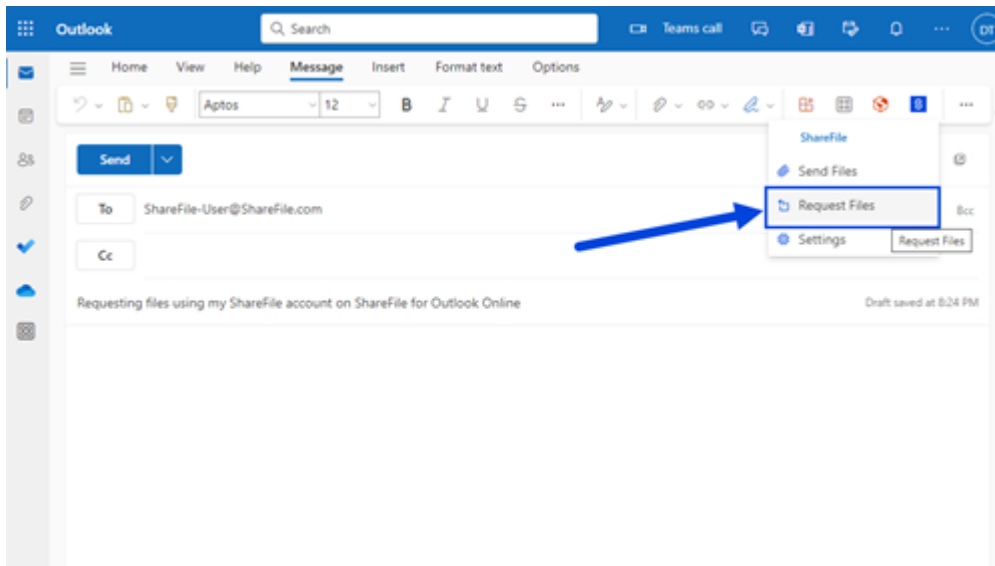 Outlook
Search
Teams call
DT
Home View Help Message Insert Format text Options
Aptos 12 B I U S
ShareFile
Send
Send Files
To ShareFile-User@ShareFile.com
Request Files
Bcc
Settings
Request Files
Cc
Requesting files using my ShareFile account on ShareFile for Outlook Online
Draft saved at 8:24 PM